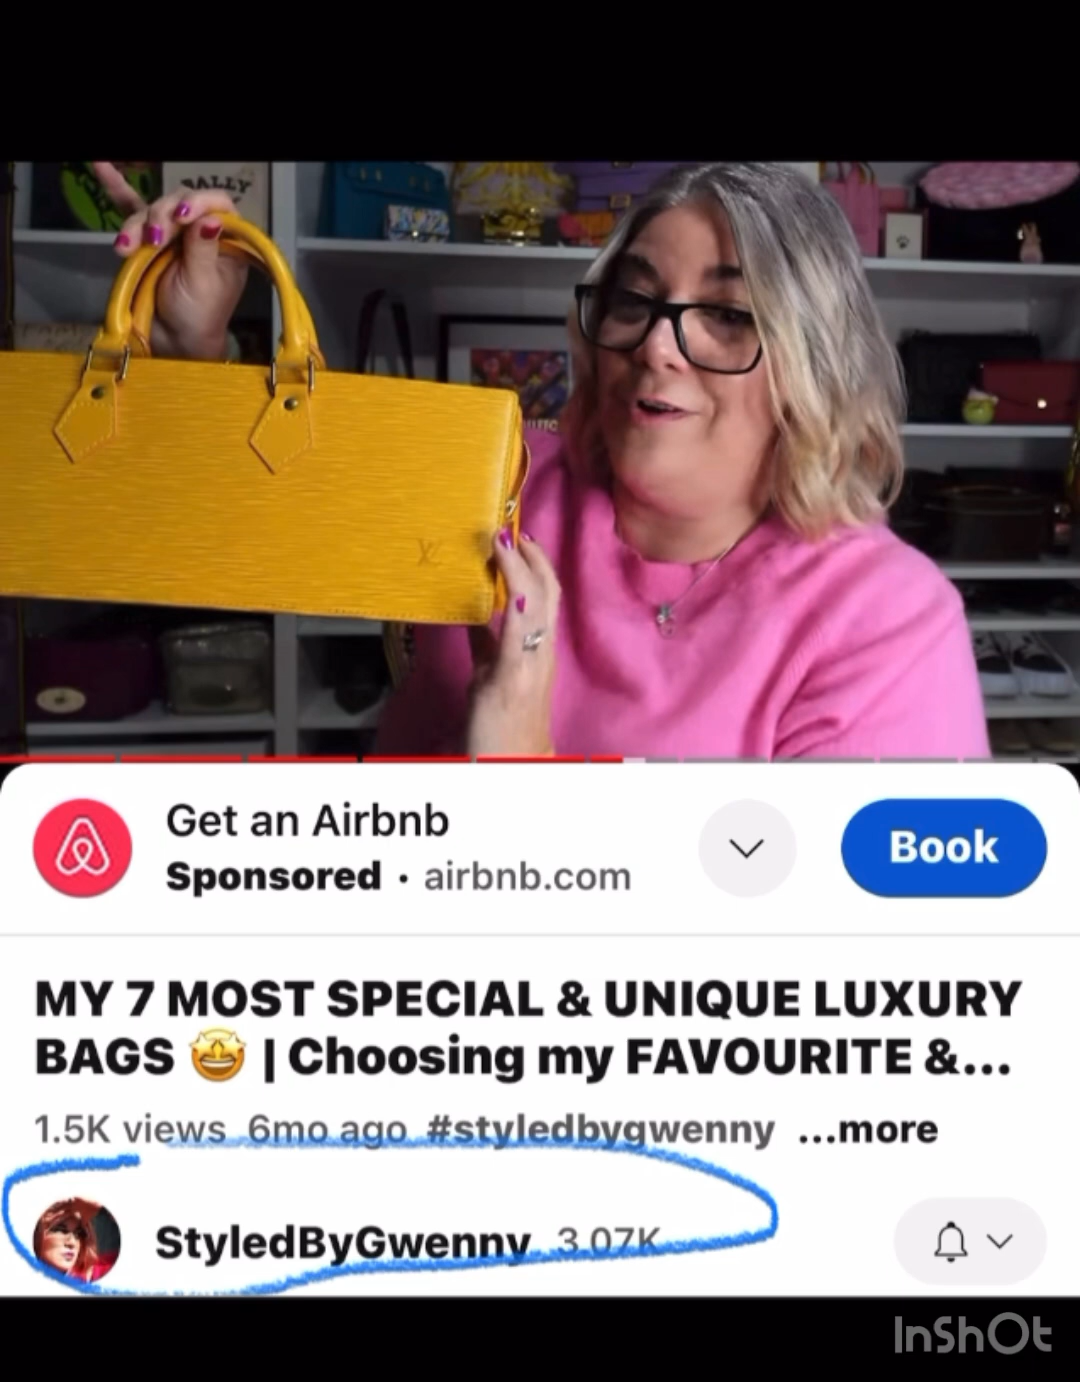 BALLY
Get an Airbnb
Sponsored · airbnb.com
Book
MY 7 MOST SPECIAL & UNIQUE LUXURY
BAGS 🤩 | Choosing my FAVOURITE &...
1.5K views 6mo ago #styledbygwenny ...more
StyledByGwenny 3.07K
InShOt